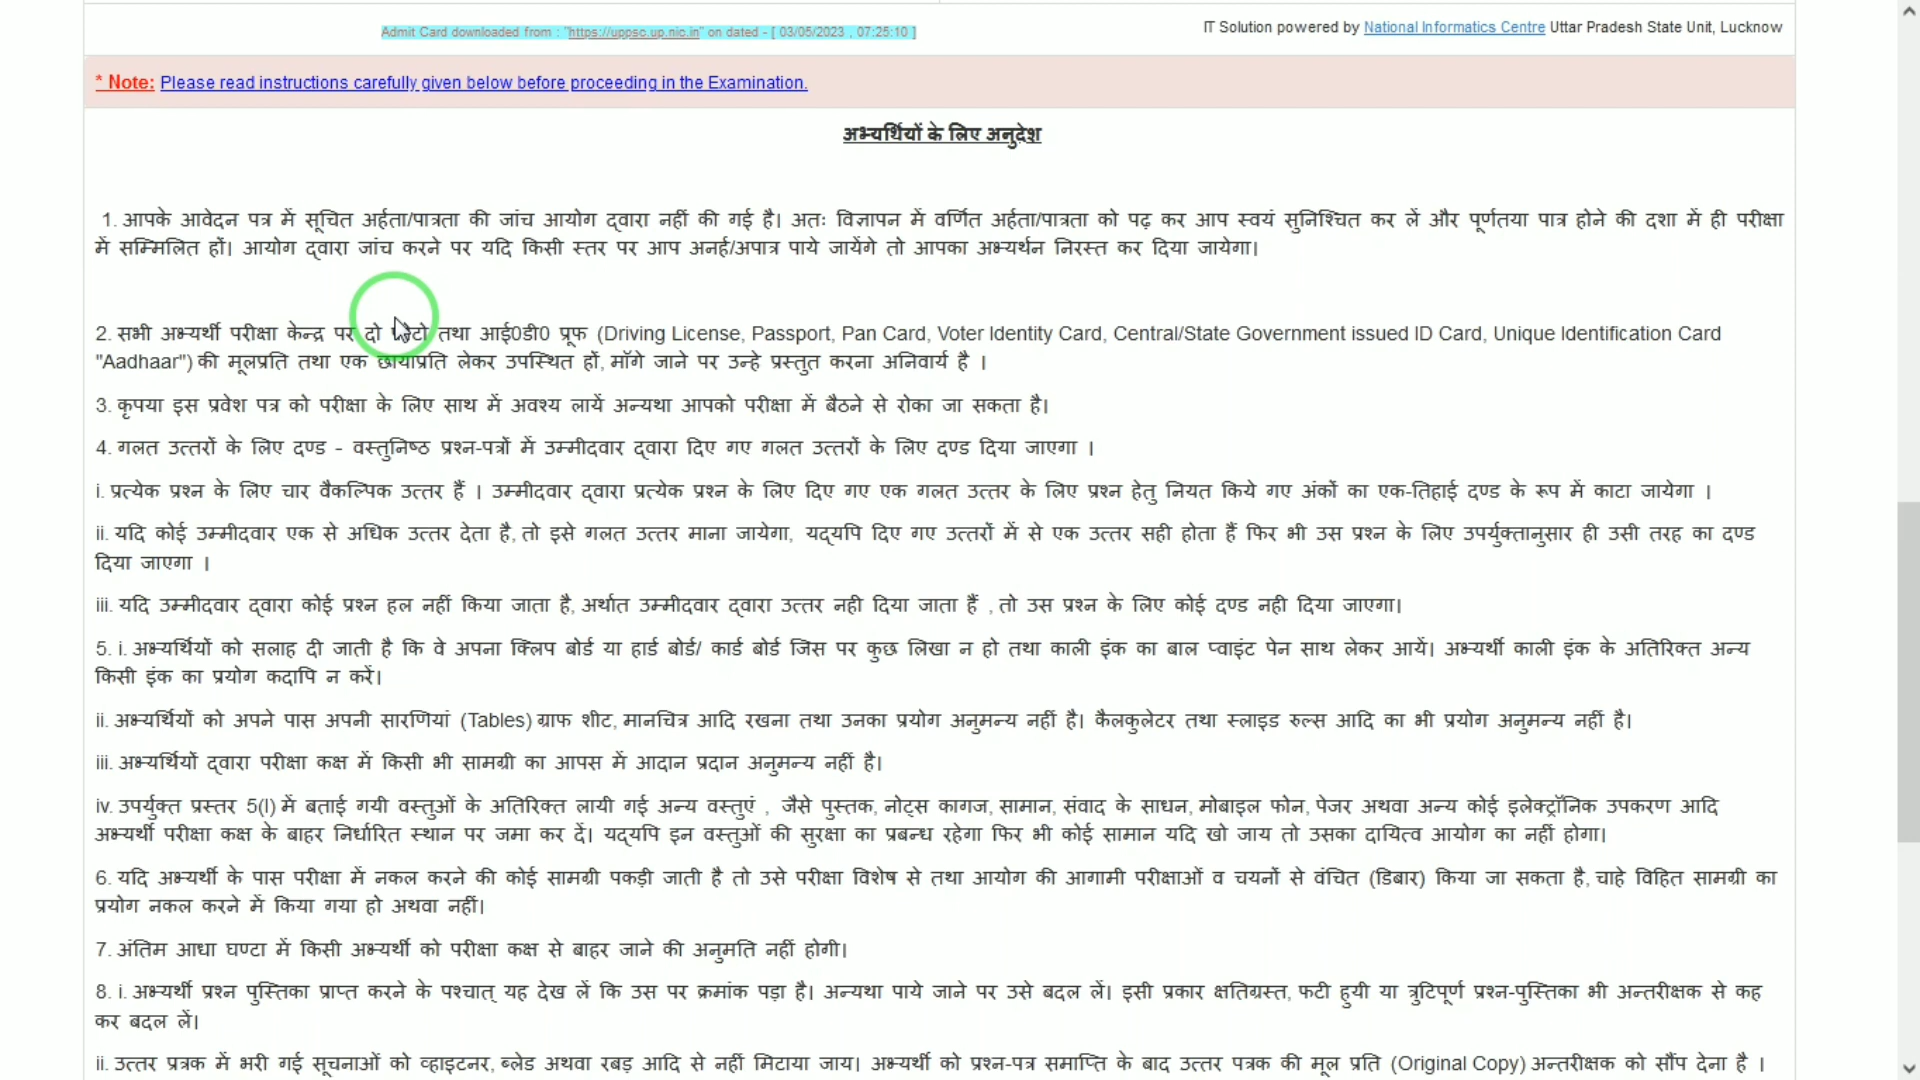 Admit Card downloaded from : "https://uppsc.up.nic.in" on dated - [ 03/05/2023 , 07:25:10 ]
IT Solution powered by National Informatics Centre Uttar Pradesh State Unit, Lucknow
* Note: Please read instructions carefully given below before proceeding in the Examination.
अभ्यर्थियों के लिए अनुदेश
1. आपके आवेदन पत्र में सूचित अर्हता/पात्रता की जांच आयोग द्वारा नहीं की गई है। अतः विज्ञापन में वर्णित अर्हता/पात्रता को पढ़ कर आप स्वयं सुनिश्चित कर लें और पूर्णतया पात्र होने की दशा में ही परीक्षा
में सम्मिलित हों। आयोग द्वारा जांच करने पर यदि किसी स्तर पर आप अनर्ह/अपात्र पाये जायेंगे तो आपका अभ्यर्थन निरस्त कर दिया जायेगा।
2. सभी अभ्यर्थी परीक्षा केन्द्र पर दो फोटो तथा आई0डी0 प्रूफ (Driving License, Passport, Pan Card, Voter Identity Card, Central/State Government issued ID Card, Unique Identification Card
"Aadhaar") की मूलप्रति तथा एक छायाप्रति लेकर उपस्थित हों, मॉगे जाने पर उन्हे प्रस्तुत करना अनिवार्य है ।
3. कृपया इस प्रवेश पत्र को परीक्षा के लिए साथ में अवश्य लायें अन्यथा आपको परीक्षा में बैठने से रोका जा सकता है।
4. गलत उत्तरों के लिए दण्ड - वस्तुनिष्ठ प्रश्न-पत्रों में उम्मीदवार द्वारा दिए गए गलत उत्तरों के लिए दण्ड दिया जाएगा ।
i. प्रत्येक प्रश्न के लिए चार वैकल्पिक उत्तर हैं । उम्मीदवार द्वारा प्रत्येक प्रश्न के लिए दिए गए एक गलत उत्तर के लिए प्रश्न हेतु नियत किये गए अंकों का एक-तिहाई दण्ड के रूप में काटा जायेगा ।
ii. यदि कोई उम्मीदवार एक से अधिक उत्तर देता है, तो इसे गलत उत्तर माना जायेगा, यद्यपि दिए गए उत्तरों में से एक उत्तर सही होता हैं फिर भी उस प्रश्न के लिए उपर्युक्तानुसार ही उसी तरह का दण्ड
दिया जाएगा ।
iii. यदि उम्मीदवार द्वारा कोई प्रश्न हल नहीं किया जाता है, अर्थात उम्मीदवार द्वारा उत्तर नही दिया जाता हैं , तो उस प्रश्न के लिए कोई दण्ड नही दिया जाएगा।
5. i. अभ्यर्थियों को सलाह दी जाती है कि वे अपना क्लिप बोर्ड या हार्ड बोर्ड/ कार्ड बोर्ड जिस पर कुछ लिखा न हो तथा काली इंक का बाल प्वाइंट पेन साथ लेकर आयें। अभ्यर्थी काली इंक के अतिरिक्त अन्य
किसी इंक का प्रयोग कदापि न करें।
ii. अभ्यर्थियों को अपने पास अपनी सारणियां (Tables) ग्राफ शीट, मानचित्र आदि रखना तथा उनका प्रयोग अनुमन्य नहीं है। कैलकुलेटर तथा स्लाइड रुल्स आदि का भी प्रयोग अनुमन्य नहीं है।
iii. अभ्यर्थियों द्वारा परीक्षा कक्ष में किसी भी सामग्री का आपस में आदान प्रदान अनुमन्य नहीं है।
iv. उपर्युक्त प्रस्तर 5(I) में बताई गयी वस्तुओं के अतिरिक्त लायी गई अन्य वस्तुएं , जैसे पुस्तक, नोट्स कागज, सामान, संवाद के साधन, मोबाइल फोन, पेजर अथवा अन्य कोई इलेक्ट्रॉनिक उपकरण आदि
अभ्यर्थी परीक्षा कक्ष के बाहर निर्धारित स्थान पर जमा कर दें। यद्यपि इन वस्तुओं की सुरक्षा का प्रबन्ध रहेगा फिर भी कोई सामान यदि खो जाय तो उसका दायित्व आयोग का नहीं होगा।
6. यदि अभ्यर्थी के पास परीक्षा में नकल करने की कोई सामग्री पकड़ी जाती है तो उसे परीक्षा विशेष से तथा आयोग की आगामी परीक्षाओं व चयनों से वंचित (डिबार) किया जा सकता है, चाहे विहित सामग्री का
प्रयोग नकल करने में किया गया हो अथवा नहीं।
7. अंतिम आधा घण्टा में किसी अभ्यर्थी को परीक्षा कक्ष से बाहर जाने की अनुमति नहीं होगी।
8. i. अभ्यर्थी प्रश्न पुस्तिका प्राप्त करने के पश्चात् यह देख लें कि उस पर क्रमांक पड़ा है। अन्यथा पाये जाने पर उसे बदल लें। इसी प्रकार क्षतिग्रस्त, फटी हुयी या त्रुटिपूर्ण प्रश्न-पुस्तिका भी अन्तरीक्षक से कह
कर बदल लें।
ii. उत्तर प्रत्रक में भरी गई सूचनाओं को व्हाइटनर, ब्लेड अथवा रबड़ आदि से नहीं मिटाया जाय। अभ्यर्थी को प्रश्न-पत्र समाप्ति के बाद उत्तर पत्रक की मूल प्रति (Original Copy) अन्तरीक्षक को सौंप देना है ।